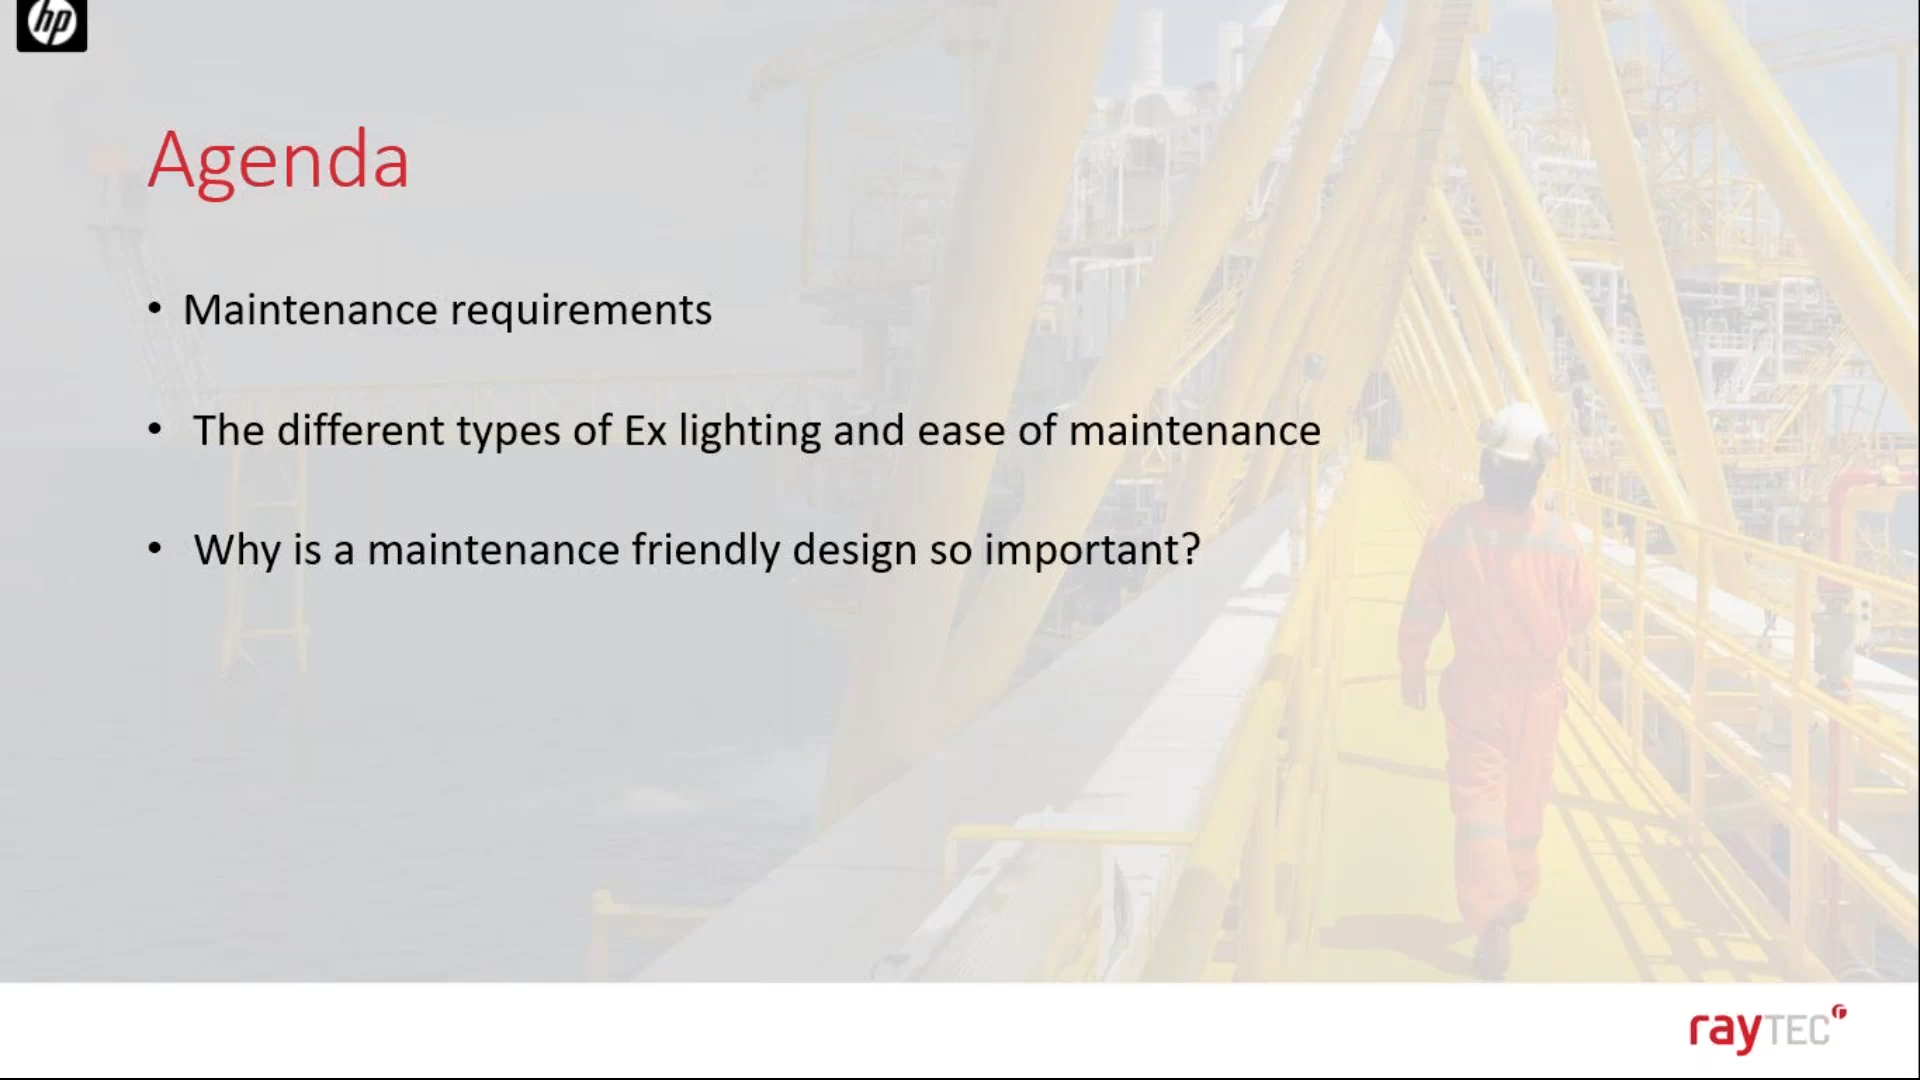 hp
Agenda
• Maintenance requirements
• The different types of Ex lighting and ease of maintenance
• Why is a maintenance friendly design so important?
rayTEC